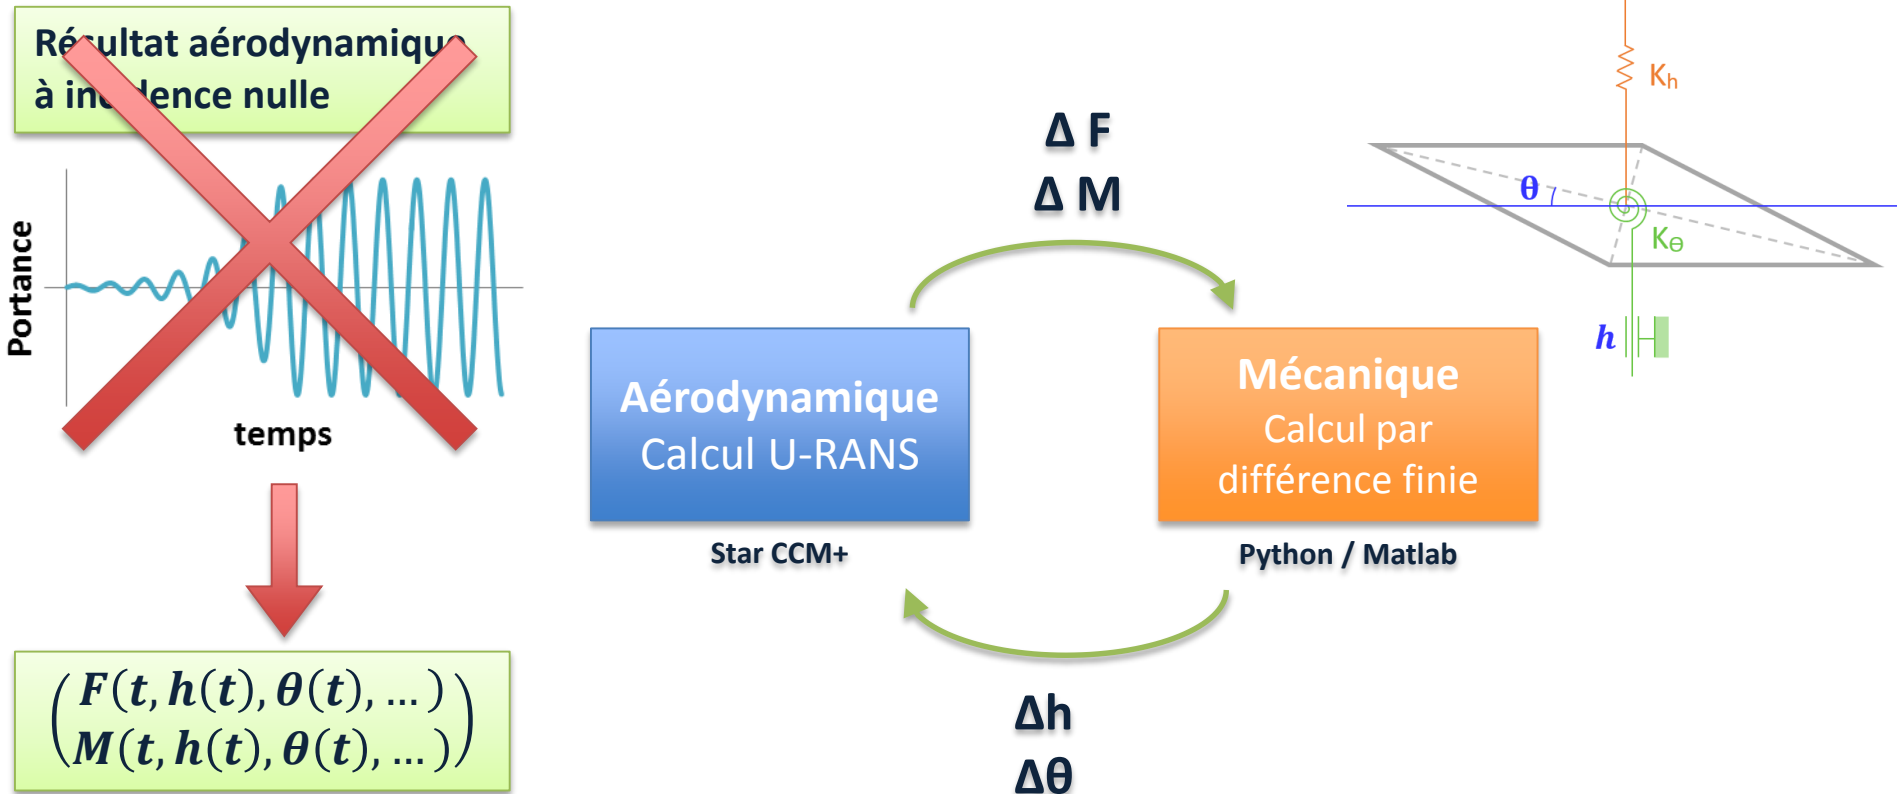 Résultat aérodynamique
à incidence nulle
Portance
temps
(F(t, h(t), θ(t), ...)
M(t, h(t), θ(t), ...))
Δ F
Δ M
Aérodynamique
Calcul U-RANS
Star CCM+
Mécanique
Calcul par
différence finie
Python / Matlab
Δh
Δθ
Kh
θ
Kθ
h